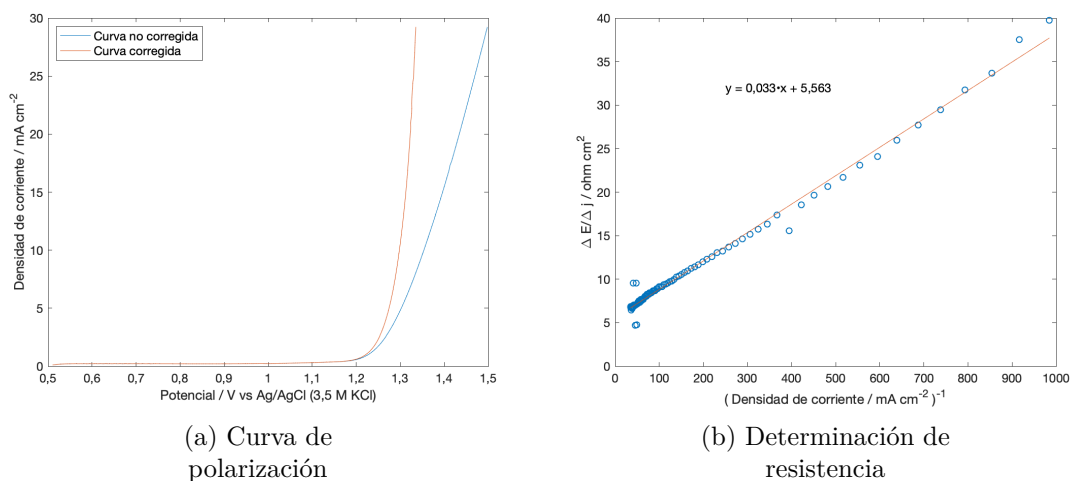 30
25
20
15
10
5
0
Densidad de corriente / mA cm-2
Curva no corregida
Curva corregida
0,5 0,6 0,7 0,8 0,9 1 1,1 1,2 1,3 1,4 1,5
Potencial / V vs Ag/AgCl (3,5 M KCl)
(a) Curva de
polarización
40
35
30
25
20
15
10
5
0
Δ E/Δ j / ohm cm2
y = 0,033•x + 5,563
0 100 200 300 400 500 600 700 800 900 1000
( Densidad de corriente / mA cm-2 )-1
(b) Determinación de
resistencia